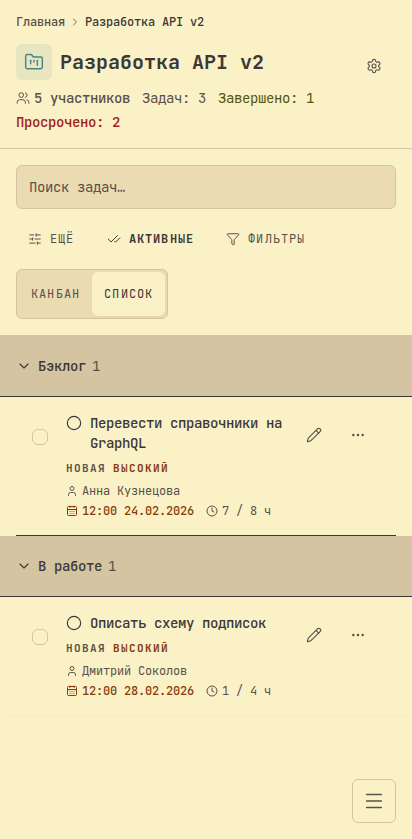 Главная > Разработка API v2
Разработка API v2
5 участников Задач: 3 Завершено: 1
Просрочено: 2
Поиск задач…
ЕЩЁ АКТИВНЫЕ ФИЛЬТРЫ
КАНБАН СПИСОК
Бэклог 1
Перевести справочники на
GraphQL
НОВАЯ ВЫСОКИЙ
Анна Кузнецова
12:00 24.02.2026 7 / 8 ч
В работе 1
Описать схему подписок
НОВАЯ ВЫСОКИЙ
Дмитрий Соколов
12:00 28.02.2026 1 / 4 ч